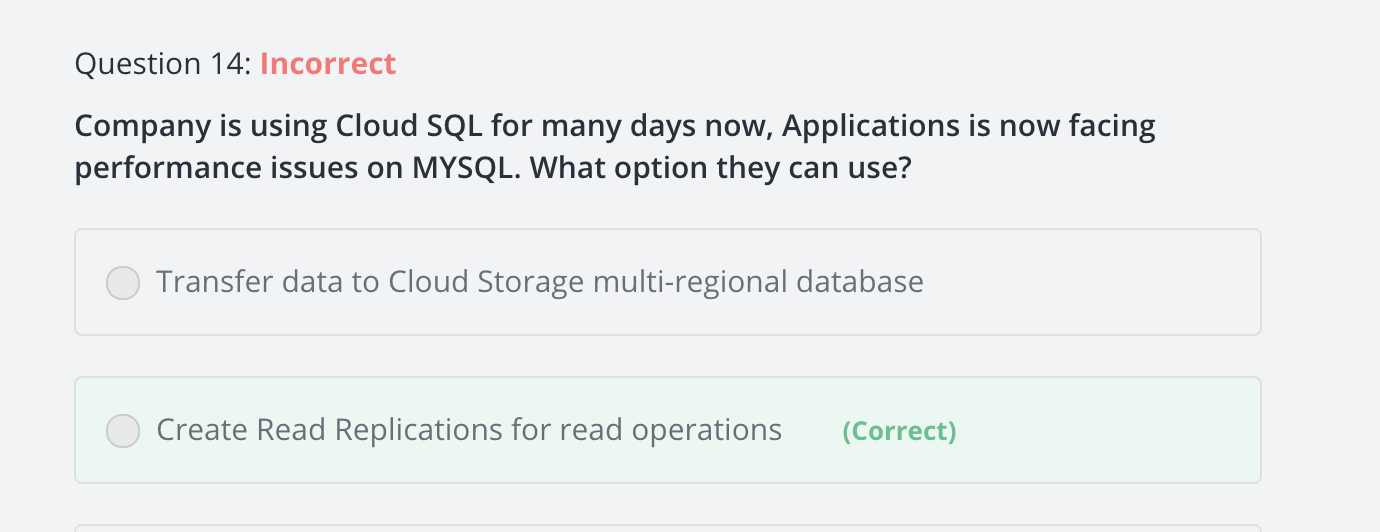 Question 14: Incorrect
Company is using Cloud SQL for many days now, Applications is now facing
performance issues on MYSQL. What option they can use?
Transfer data to Cloud Storage multi-regional database
Create Read Replications for read operations (Correct)